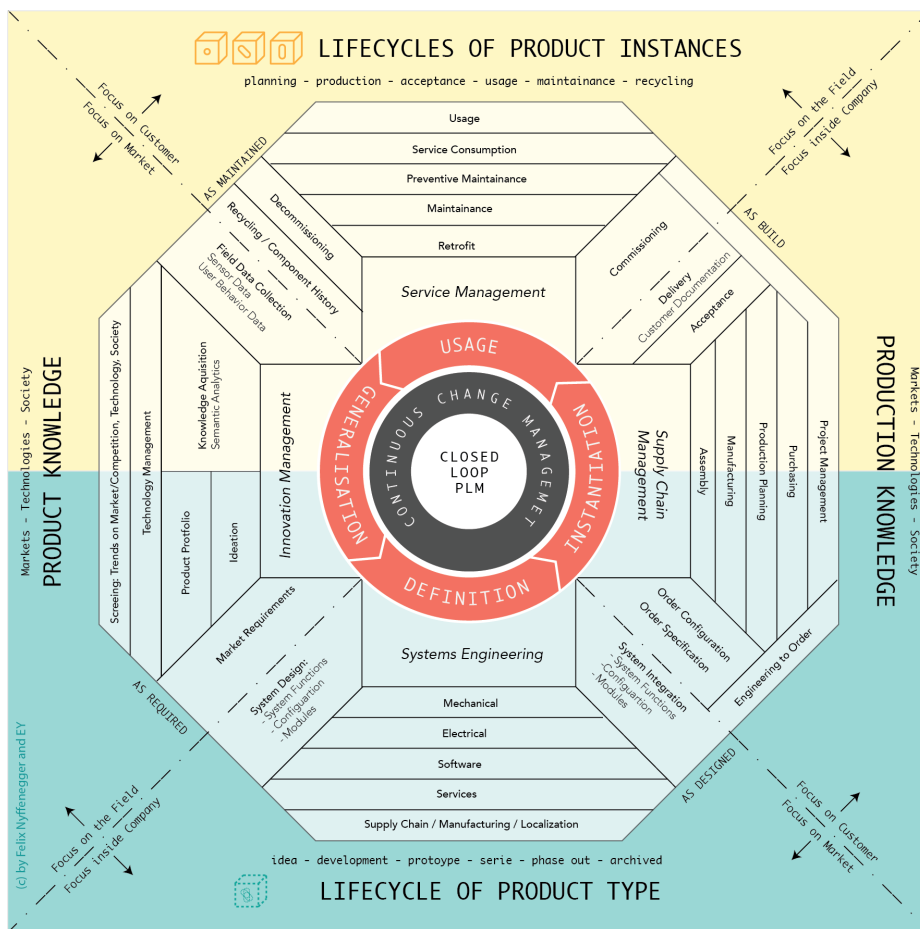 LIFECYCLES OF PRODUCT INSTANCES
planning - production - acceptance - usage - maintainance - recycling
Focus on Customer
Focus on Market
Focus on the Field
Focus inside Company
AS MAINTAINED
AS BUILD
Usage
Service Consumption
Preventive Maintainance
Maintainance
Retrofit
Service Management
Decommissioning
Recycling / Component History
Field Data Collection
Sensor Data
User Behavior Data
Commissioning
Delivery
Customer Documentation
Acceptance
Markets - Technologies - Society
PRODUCT KNOWLEDGE
Screeing: Trends on Market/Competition, Technology, Society
Technology Management
Knowledge Aquisition
Semantic Analytics
Product Protfolio
Ideation
Innovation Management
USAGE
GENERALISATION
INSTANTIATION
DEFINITION
CONTINUOUS CHANGE MANAGEMET
CLOSED
LOOP
PLM
Supply Chain
Management
Assembly
Manufacturing
Production Planning
Purchasing
Project Management
PRODUCTION KNOWLEDGE
Markets - Technologies - Society
Market Requirements
System Design:
- System Functions
- Configuartion
- Modules
Systems Engineering
Order Configuration
Order Specification
System Integration
- System Functions
-Configuartion
- Modules
Engineering to Order
Mechanical
Electrical
Software
Services
Supply Chain / Manufacturing / Localization
AS REQUIRED
AS DESIGNED
Focus on the Field
Focus inside Company
Focus on Customer
Focus on Market
idea - development - protoype - serie - phase out - archived
LIFECYCLE OF PRODUCT TYPE
(c) by Felix Nyffenegger and EY